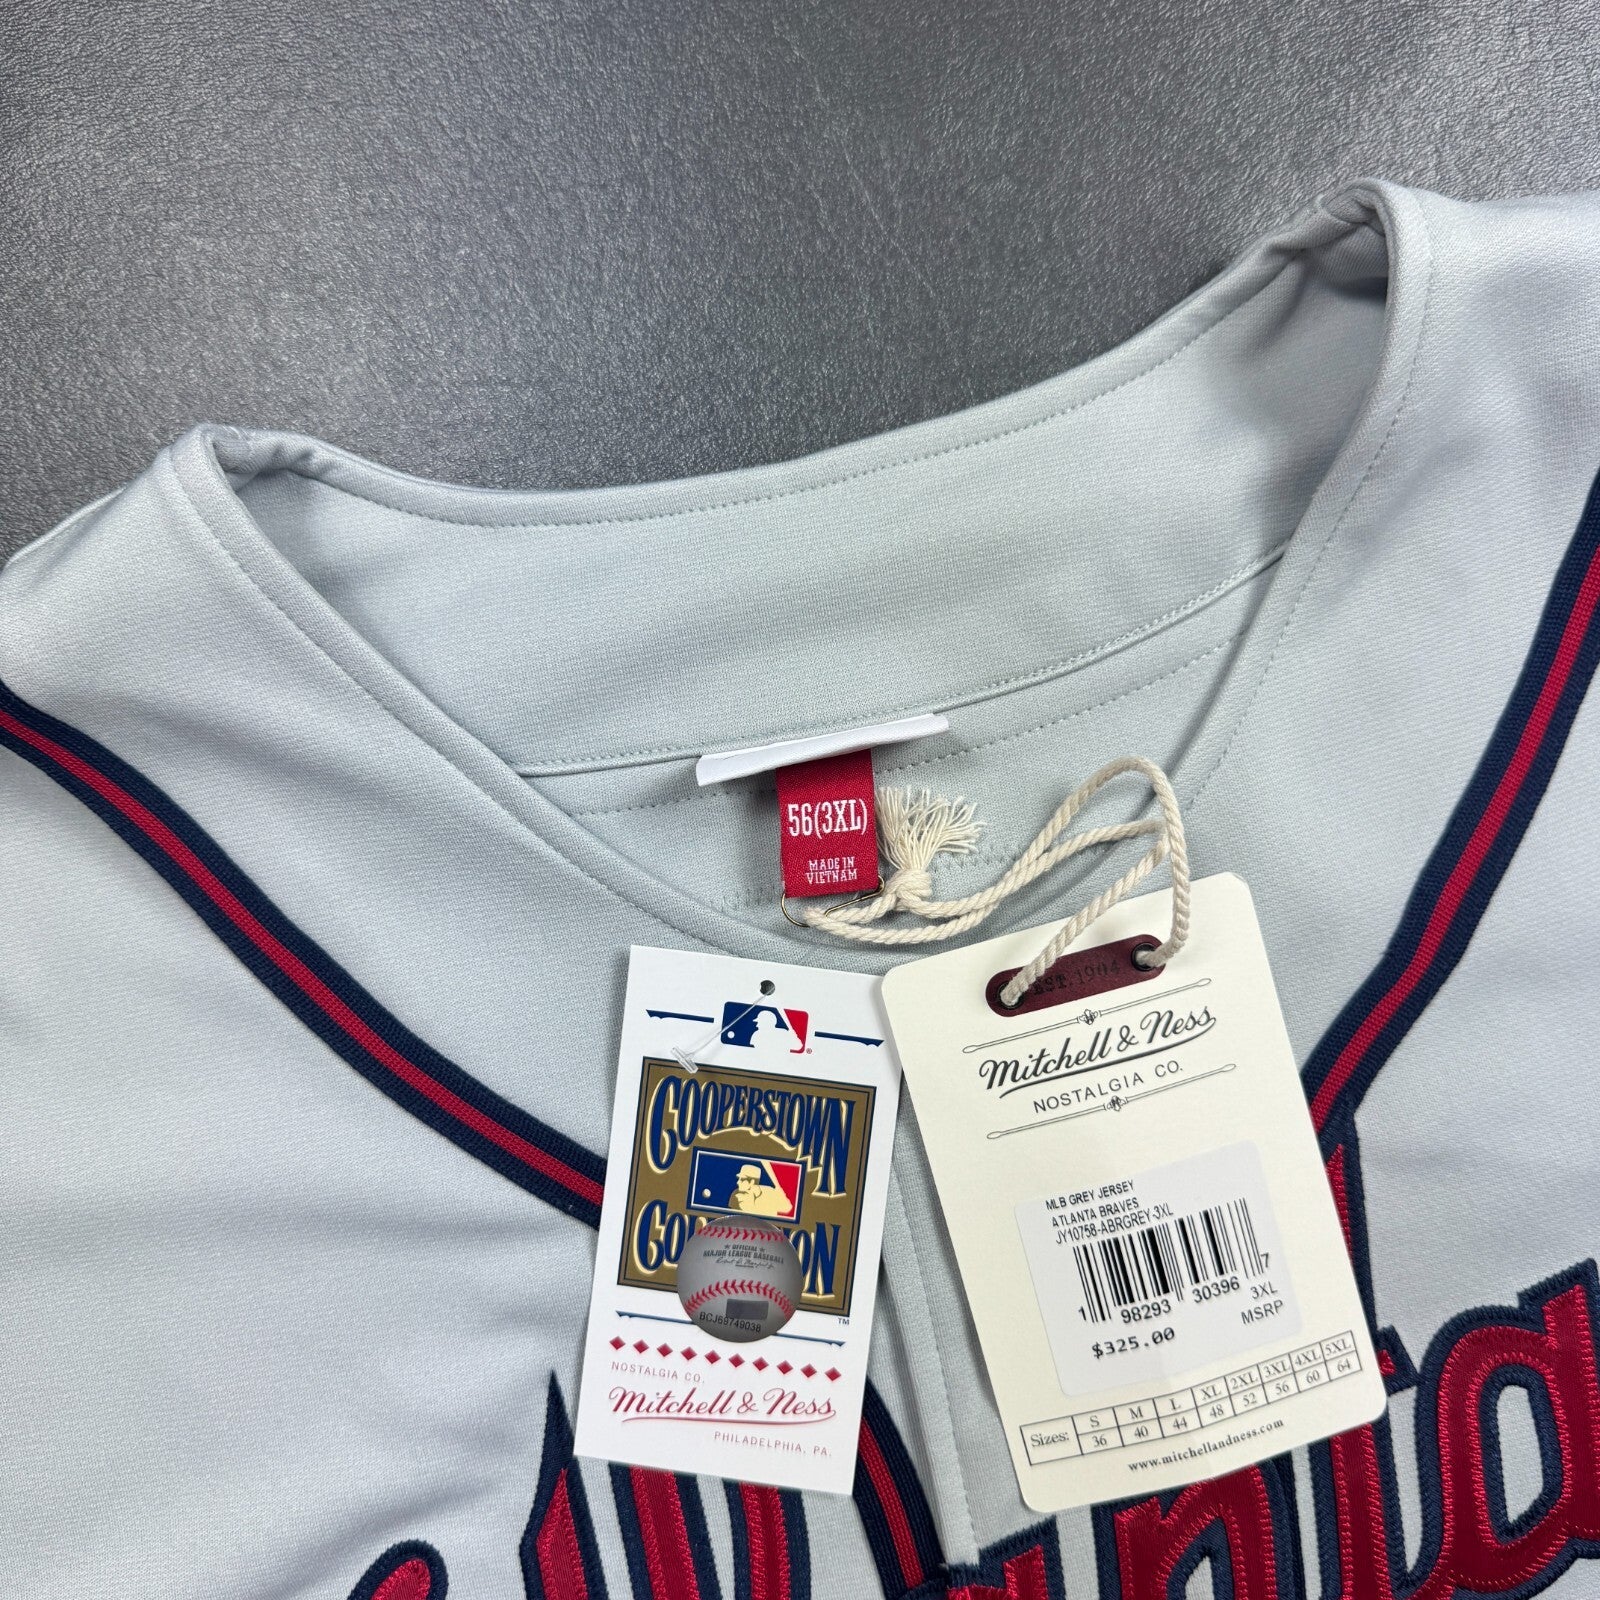 56(3XL)
MADE IN
VIETNAM
EST. 1904
Mitchell & Ness
NOSTALGIA CO.
MLB GREY JERSEY
ATLANTA BRAVES
JY10758-ABRGREY-3XL
1 98293 30396 7
3XL
$325.00 MSRP
Sizes: S M L XL 2XL 3XL 4XL 5XL
36 40 44 48 52 56 60 64
www.mitchellandness.com
COOPERSTOWN
OFFICIAL
MAJOR LEAGUE BASEBALL
BCJ69749038
TM
NOSTALGIA CO.
Mitchell & Ness
PHILADELPHIA, PA.